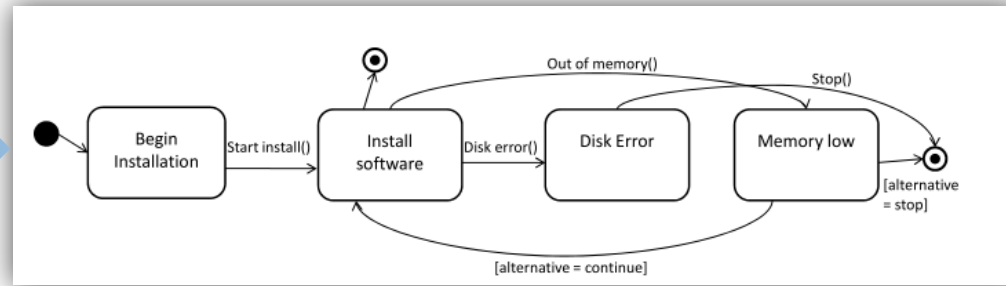 Out of memory()
Stop()
Begin
Installation
Start install()
Install
software
Disk error()
Disk Error
Memory low
[alternative
= stop]
[alternative = continue]